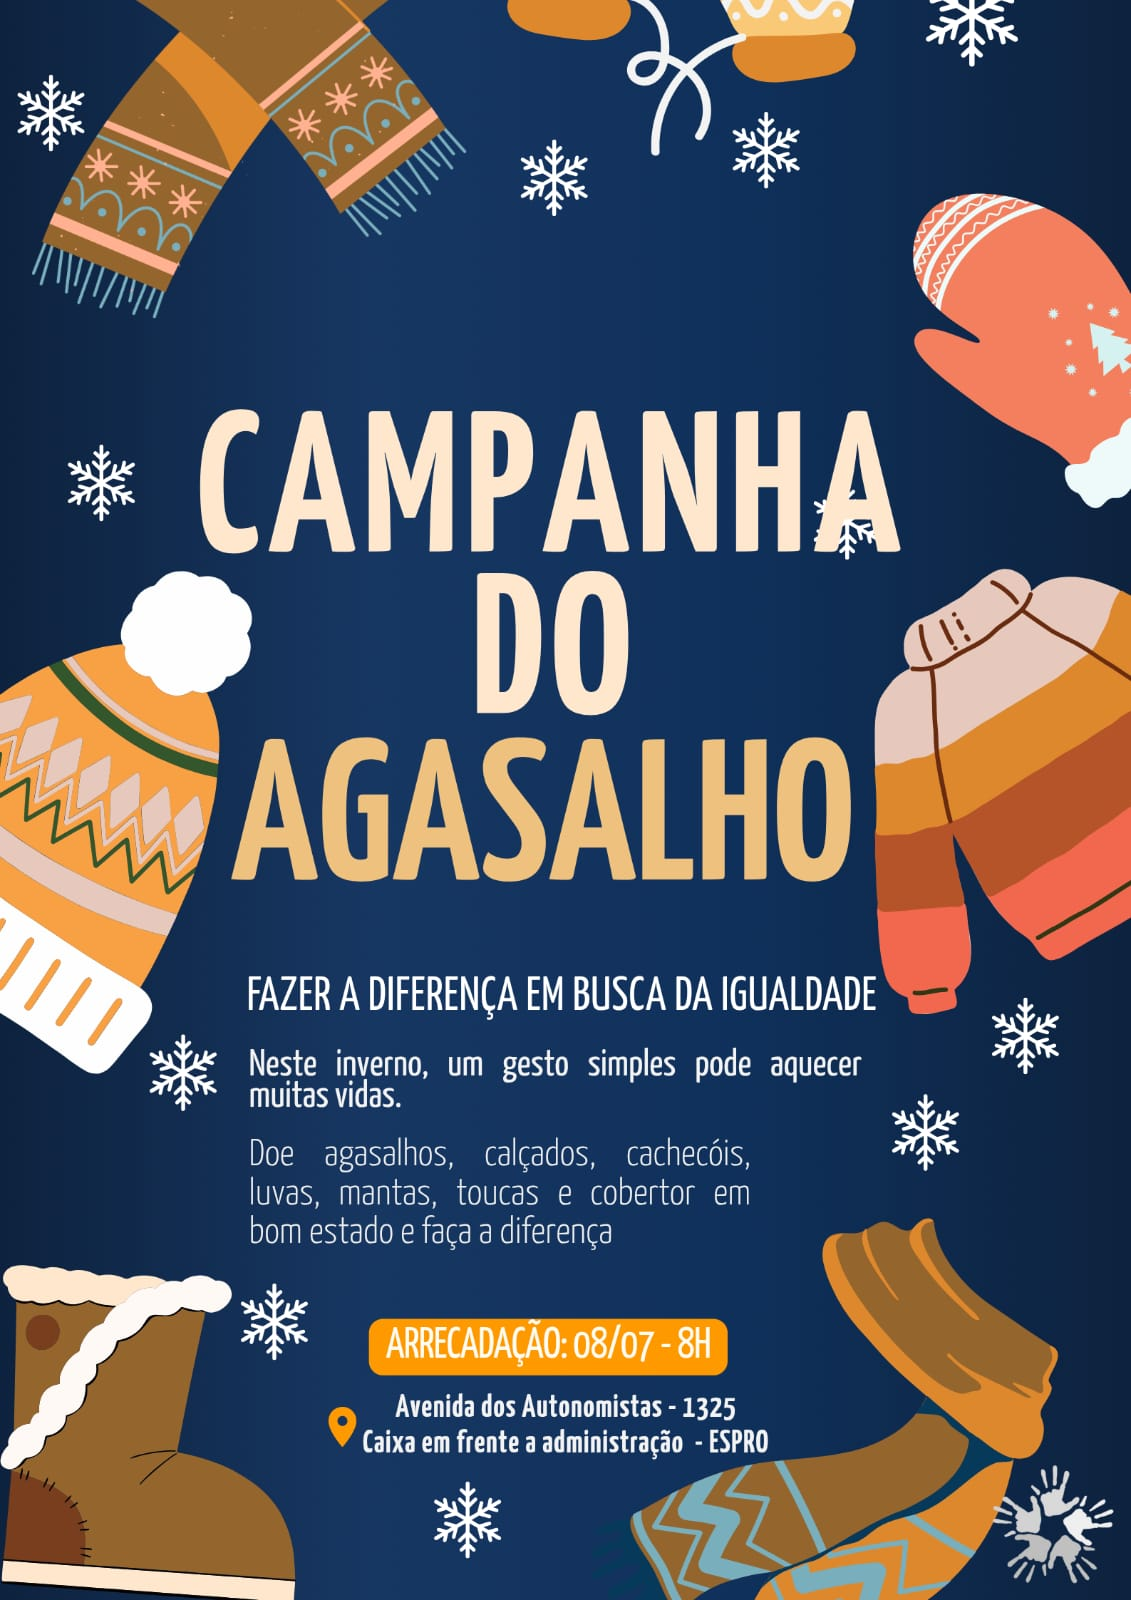 CAMPANHA
DO
AGASALHO
FAZER A DIFERENÇA EM BUSCA DA IGUALDADE
Neste inverno, um gesto simples pode aquecer
muitas vidas.
Doe agasalhos, calçados, cachecóis,
luvas, mantas, toucas e cobertor em
bom estado e faça a diferença
ARRECADAÇÃO: 08/07 - 8H
Avenida dos Autonomistas - 1325
Caixa em frente a administração - ESPRO